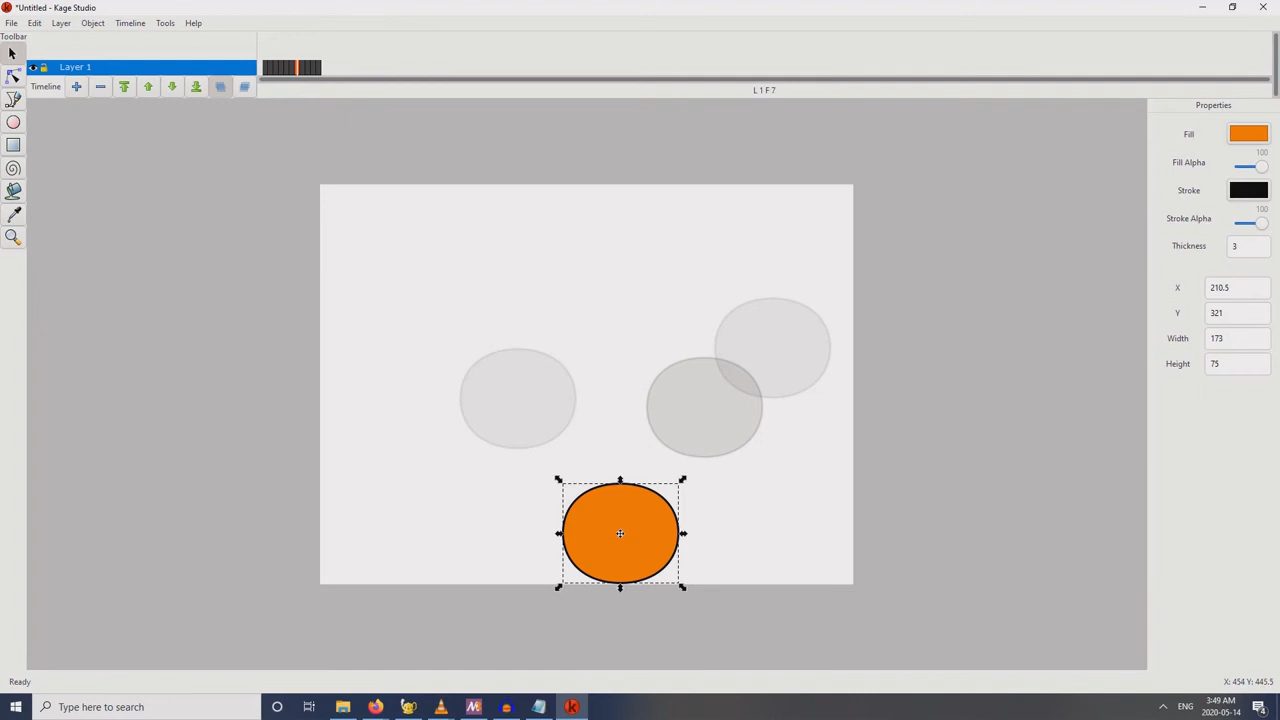 *Untitled - Kage Studio
File Edit Layer Object Timeline Tools Help
Toolbar
Layer 1
Timeline
L 1 F 7
Properties
Fill
100
Fill Alpha
Stroke
100
Stroke Alpha
Thickness 3
X 210.5
Y 321
Width 173
Height 75
Ready
X: 454 Y: 445.5
Type here to search
ENG
3:49 AM
2020-05-14
4